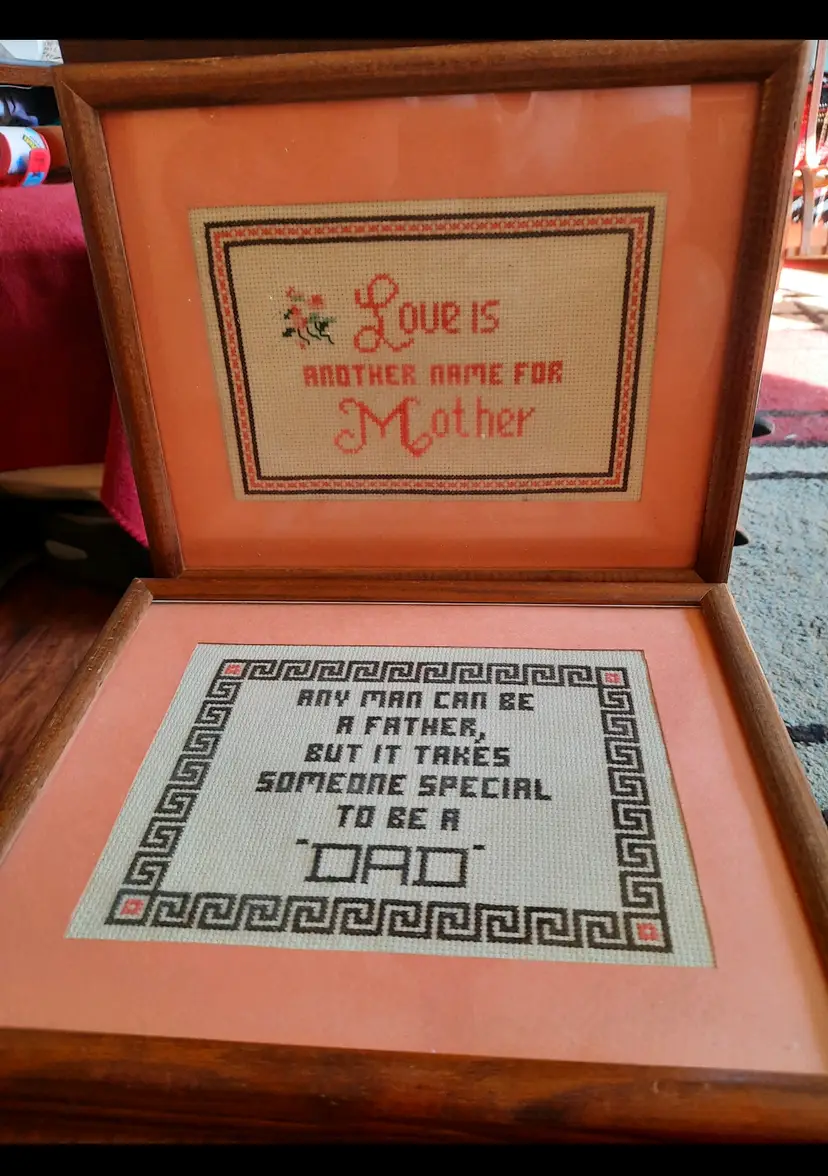 Love is
ANOTHER NAME FOR
Mother
ANY MAN CAN BE
A FATHER,
BUT IT TAKES
SOMEONE SPECIAL
TO BE A
"DAD"